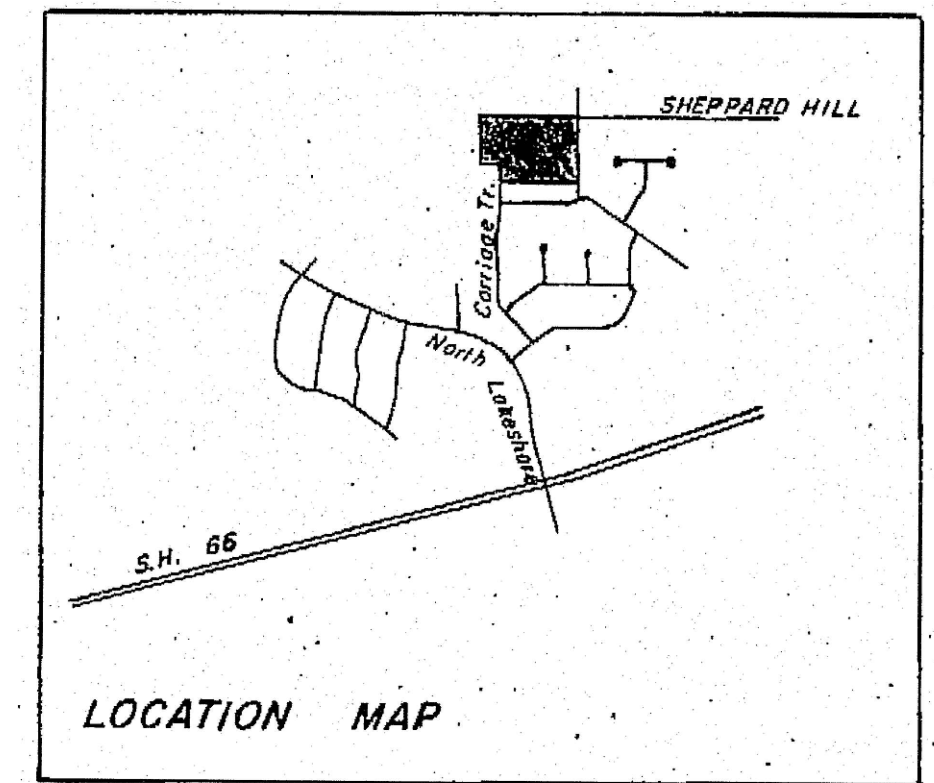 SHEPPARD HILL
Carriage Tr.
North
Lakeshore
S.H. 66
LOCATION MAP